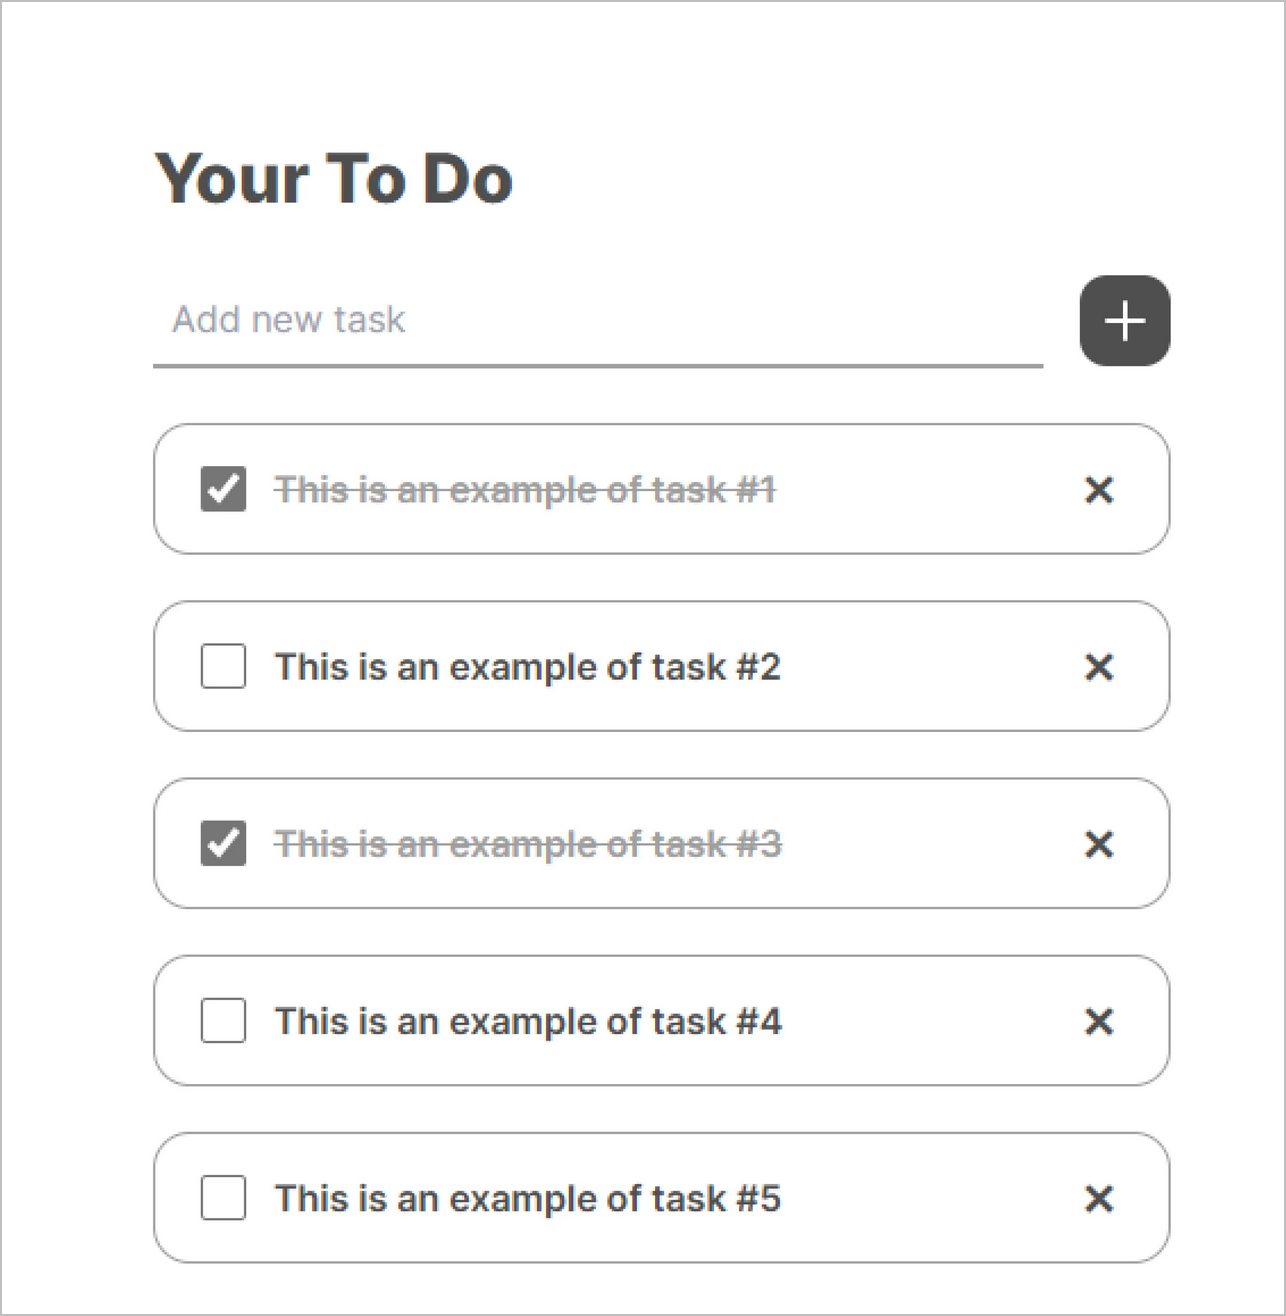 Your To Do
Add new task
This is an example of task #1
This is an example of task #2
This is an example of task #3
This is an example of task #4
This is an example of task #5